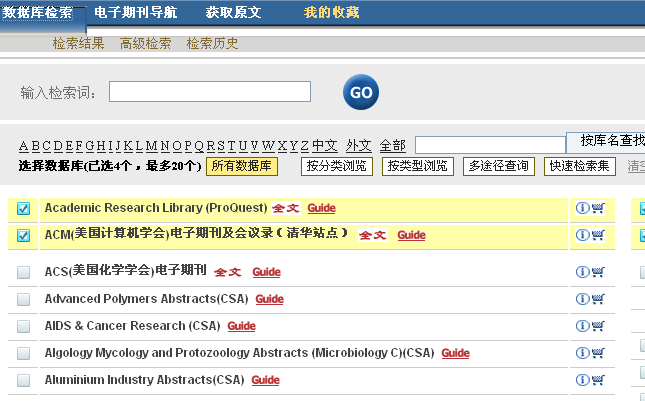 数据库检索 电子期刊导航 获取原文 我的收藏
检索结果 高级检索 检索历史
输入检索词： GO
A B C D E F G H I J K L M N O P Q R S T U V W X Y Z 中文 外文 全部 按库名查找
选择数据库(已选4个，最多20个) 所有数据库 按分类浏览 按类型浏览 多途径查询 快速检索集
Academic Research Library (ProQuest) 全文 Guide
ACM(美国计算机学会)电子期刊及会议录（清华站点） 全文 Guide
ACS(美国化学学会)电子期刊 全文 Guide
Advanced Polymers Abstracts(CSA) Guide
AIDS & Cancer Research (CSA) Guide
Algology Mycology and Protozoology Abstracts (Microbiology C)(CSA) Guide
Aluminium Industry Abstracts(CSA) Guide